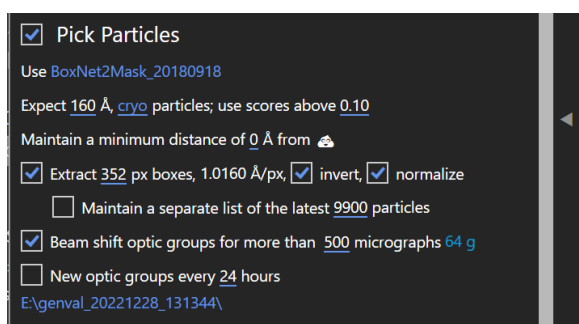 Pick Particles
Use BoxNet2Mask_20180918
Expect 160 Å, cryo particles; use scores above 0.10
Maintain a minimum distance of 0 Å from
Extract 352 px boxes, 1.0160 Å/px, invert, normalize
Maintain a separate list of the latest 9900 particles
Beam shift optic groups for more than 500 micrographs 64 g
New optic groups every 24 hours
E:\genval_20221228_131344\